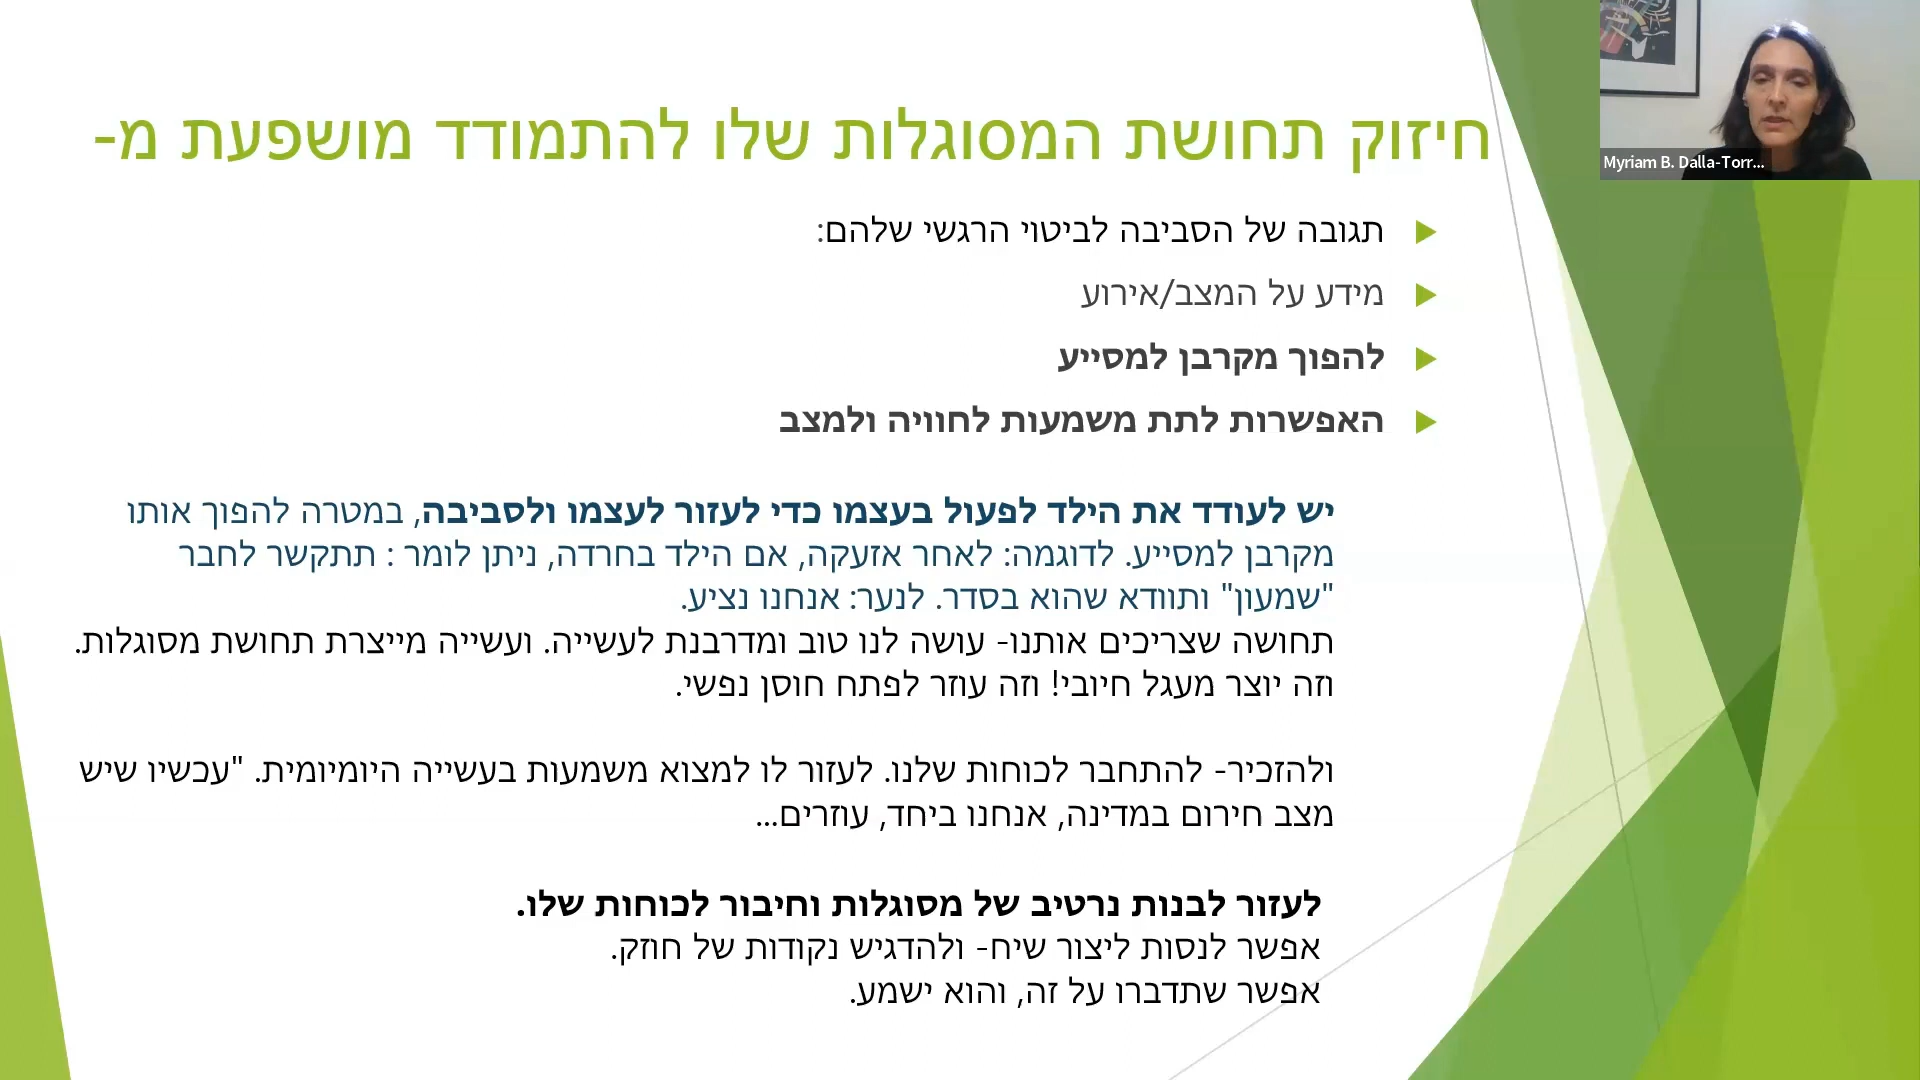 חיזוק תחושת המסוגלות שלו להתמודד מושפעת מ-
תגובה של הסביבה לביטוי הרגשי שלהם:
מידע על המצב/אירוע
להפוך מקרבן למסייע
האפשרות לתת משמעות לחוויה ולמצב
יש לעודד את הילד לפעול בעצמו כדי לעזור לעצמו ולסביבה, במטרה להפוך אותו
מקרבן למסייע. לדוגמה: לאחר אזעקה, אם הילד בחרדה, ניתן לומר : תתקשר לחבר
"שמעון" ותוודא שהוא בסדר. לנער: אנחנו נציע.
תחושה שצריכים אותנו- עושה לנו טוב ומדרבנת לעשייה. ועשייה מייצרת תחושת מסוגלות.
וזה יוצר מעגל חיובי! וזה עוזר לפתח חוסן נפשי.
ולהזכיר- להתחבר לכוחות שלנו. לעזור לו למצוא משמעות בעשייה היומיומית. "עכשיו שיש
מצב חירום במדינה, אנחנו ביחד, עוזרים...
לעזור לבנות נרטיב של מסוגלות וחיבור לכוחות שלו.
אפשר לנסות ליצור שיח- ולהדגיש נקודות של חוזק.
אפשר שתדברו על זה, והוא ישמע.
Myriam B. Dalla-Torr...